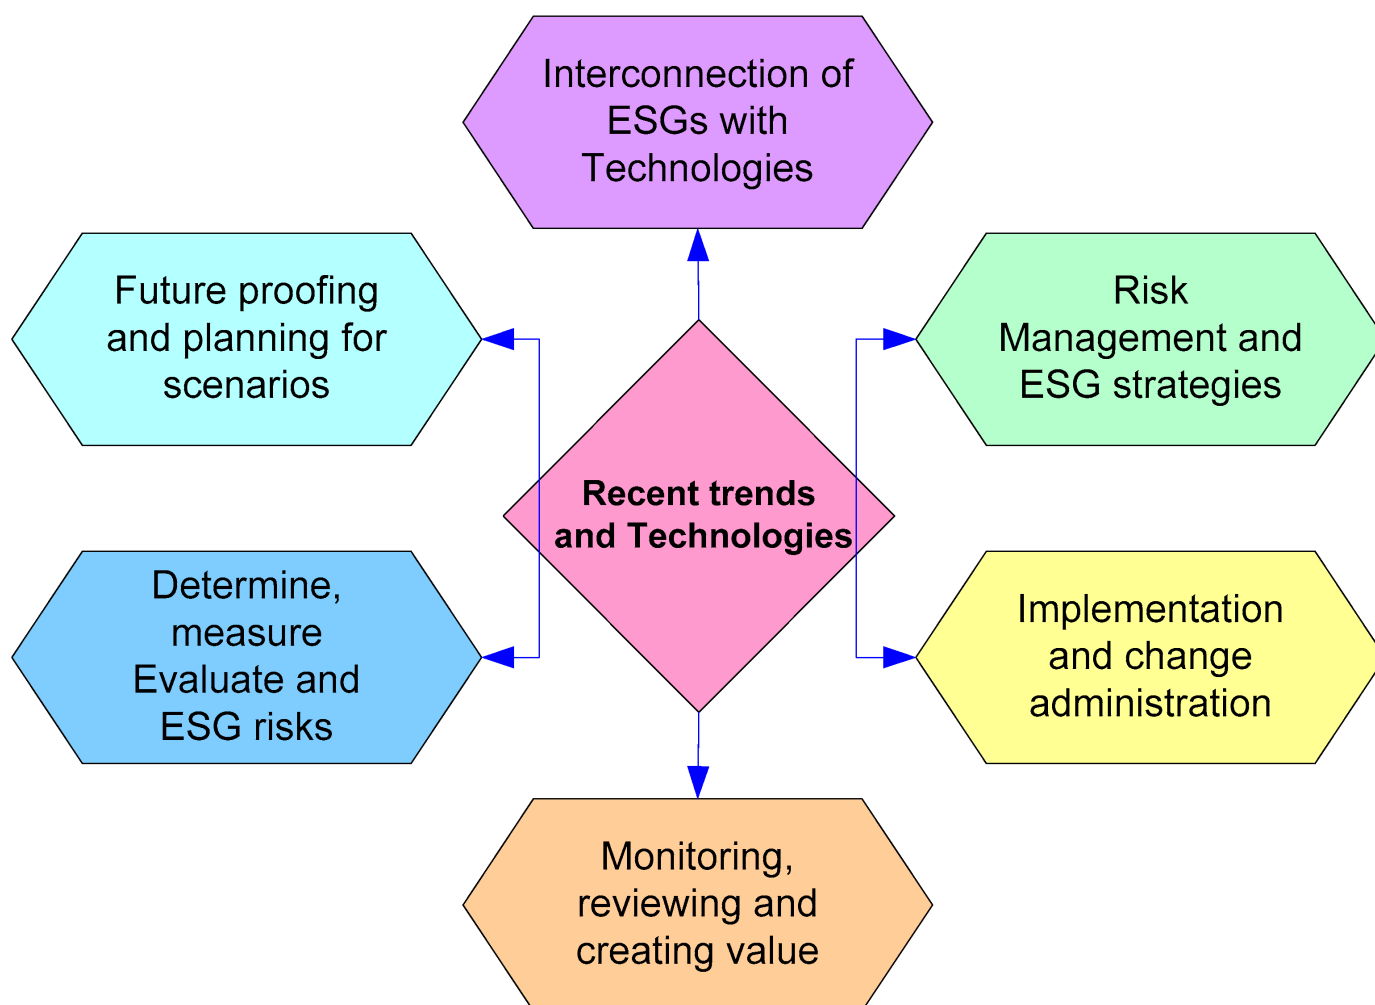 Interconnection of
ESGs with
Technologies
Future proofing
and planning for
scenarios
Risk
Management and
ESG strategies
Recent trends
and Technologies
Determine,
measure
Evaluate and
ESG risks
Implementation
and change
administration
Monitoring,
reviewing and
creating value